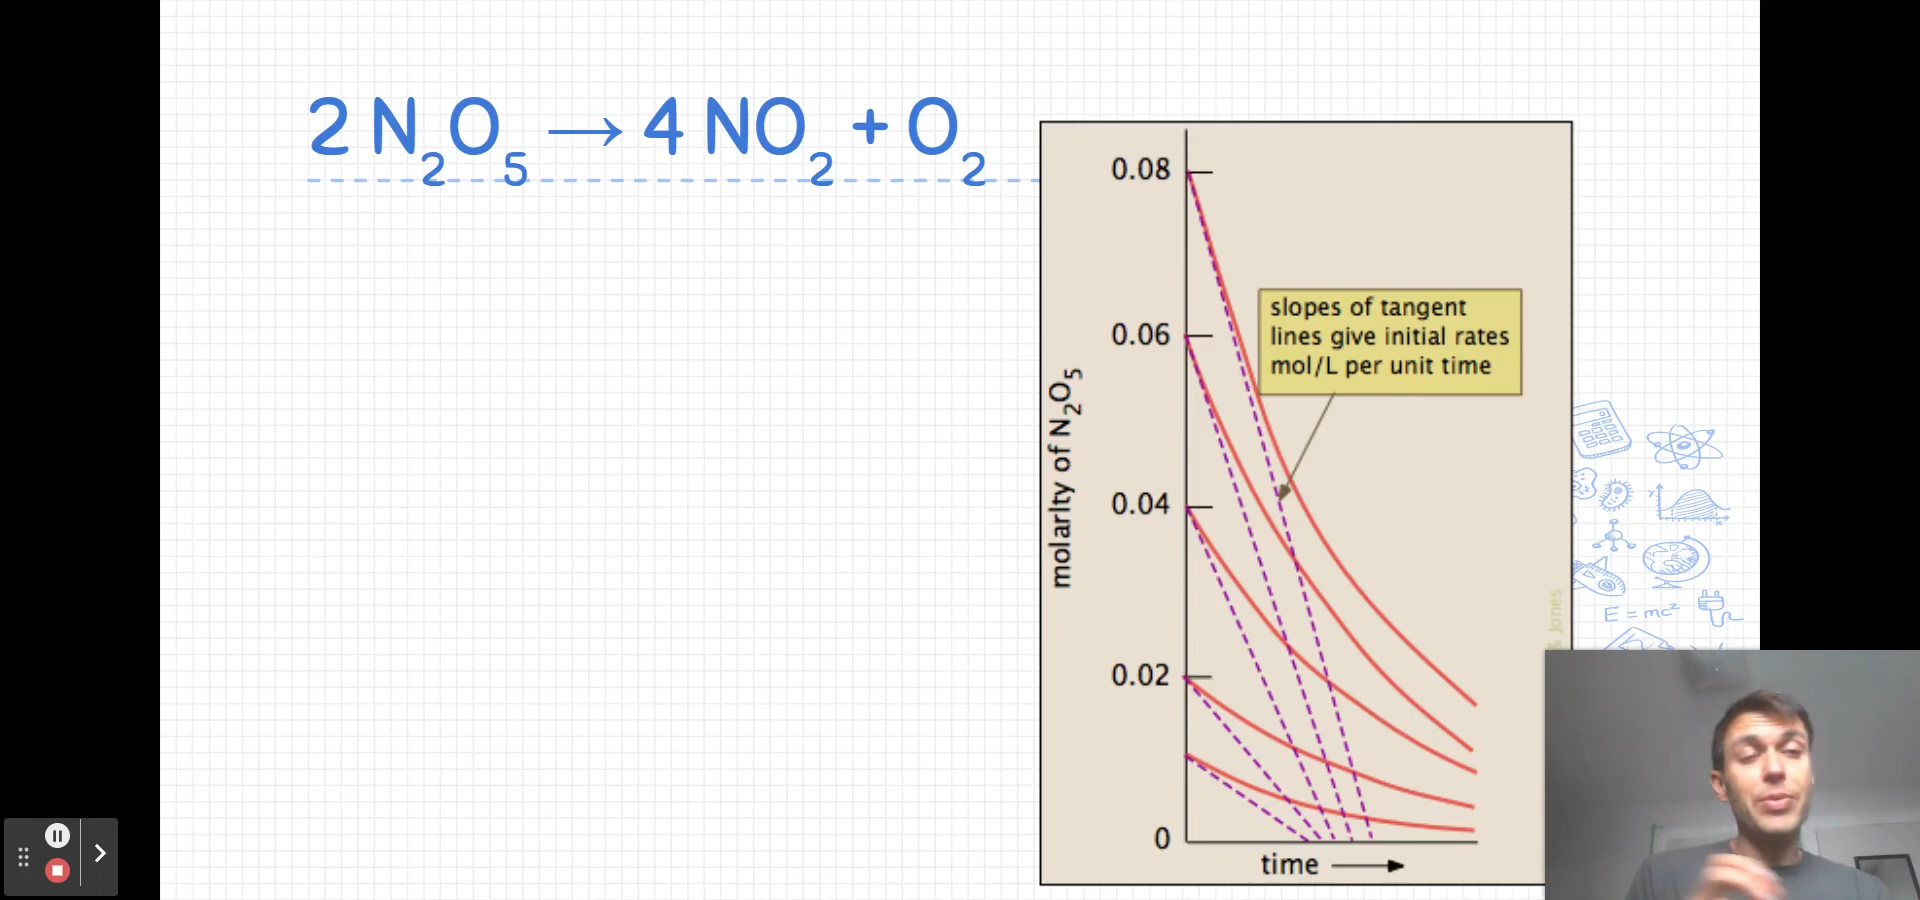 2 N₂O₅ → 4 NO₂ + O₂
0.08
0.06
0.04
0.02
0
molarity of N₂O₅
slopes of tangent
lines give initial rates
mol/L per unit time
time →
Jones
E = mc²
y
x